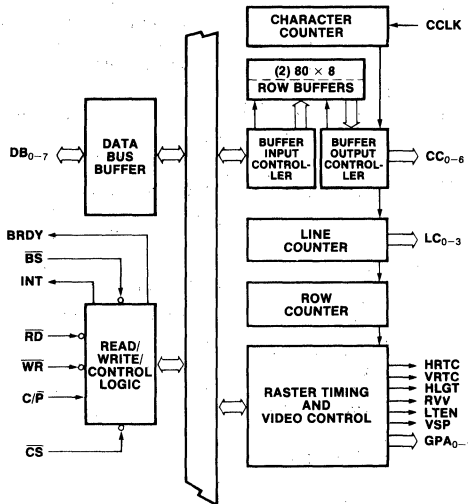 CHARACTER
COUNTER
CCLK
(2) 80 × 8
ROW BUFFERS
DB0–7
DATA
BUS
BUFFER
BUFFER
INPUT
CONTROL-
LER
BUFFER
OUTPUT
CONTROL-
LER
CC0–6
BRDY
BS
INT
LINE
COUNTER
LC0–3
ROW
COUNTER
RD
WR
C/P
CS
READ/
WRITE/
CONTROL
LOGIC
RASTER TIMING
AND
VIDEO CONTROL
HRTC
VRTC
HLGT
RVV
LTEN
VSP
GPA0–